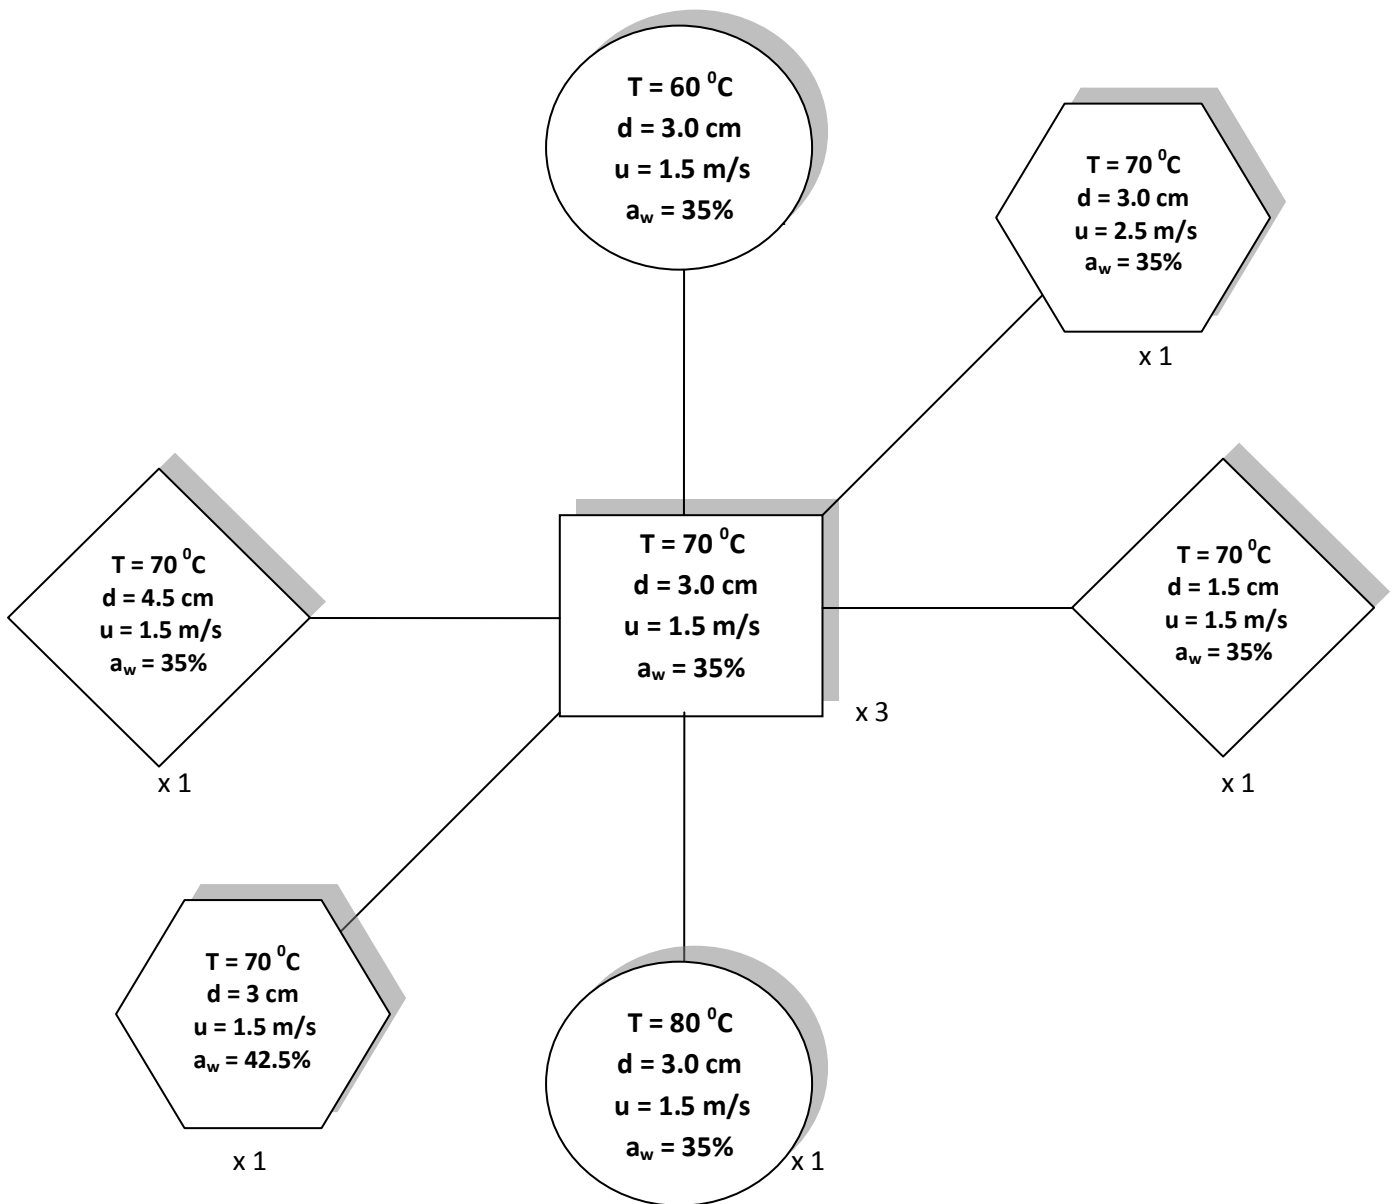 T = 60 ⁰C
d = 3.0 cm
u = 1.5 m/s
a_w = 35%
T = 70 ⁰C
d = 3.0 cm
u = 2.5 m/s
a_w = 35%
x 1
T = 70 ⁰C
d = 4.5 cm
u = 1.5 m/s
a_w = 35%
x 1
T = 70 ⁰C
d = 3.0 cm
u = 1.5 m/s
a_w = 35%
x 3
T = 70 ⁰C
d = 1.5 cm
u = 1.5 m/s
a_w = 35%
x 1
T = 70 ⁰C
d = 3 cm
u = 1.5 m/s
a_w = 42.5%
x 1
T = 80 ⁰C
d = 3.0 cm
u = 1.5 m/s
a_w = 35%
x 1